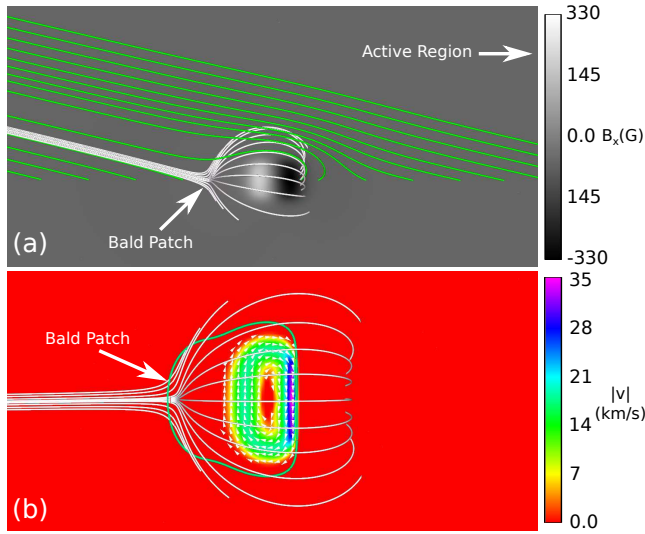 330
Active Region
145
0.0 Bx(G)
145
Bald Patch
(a)
-330
35
Bald Patch
28
21
|v|
(km/s)
14
7
(b)
0.0